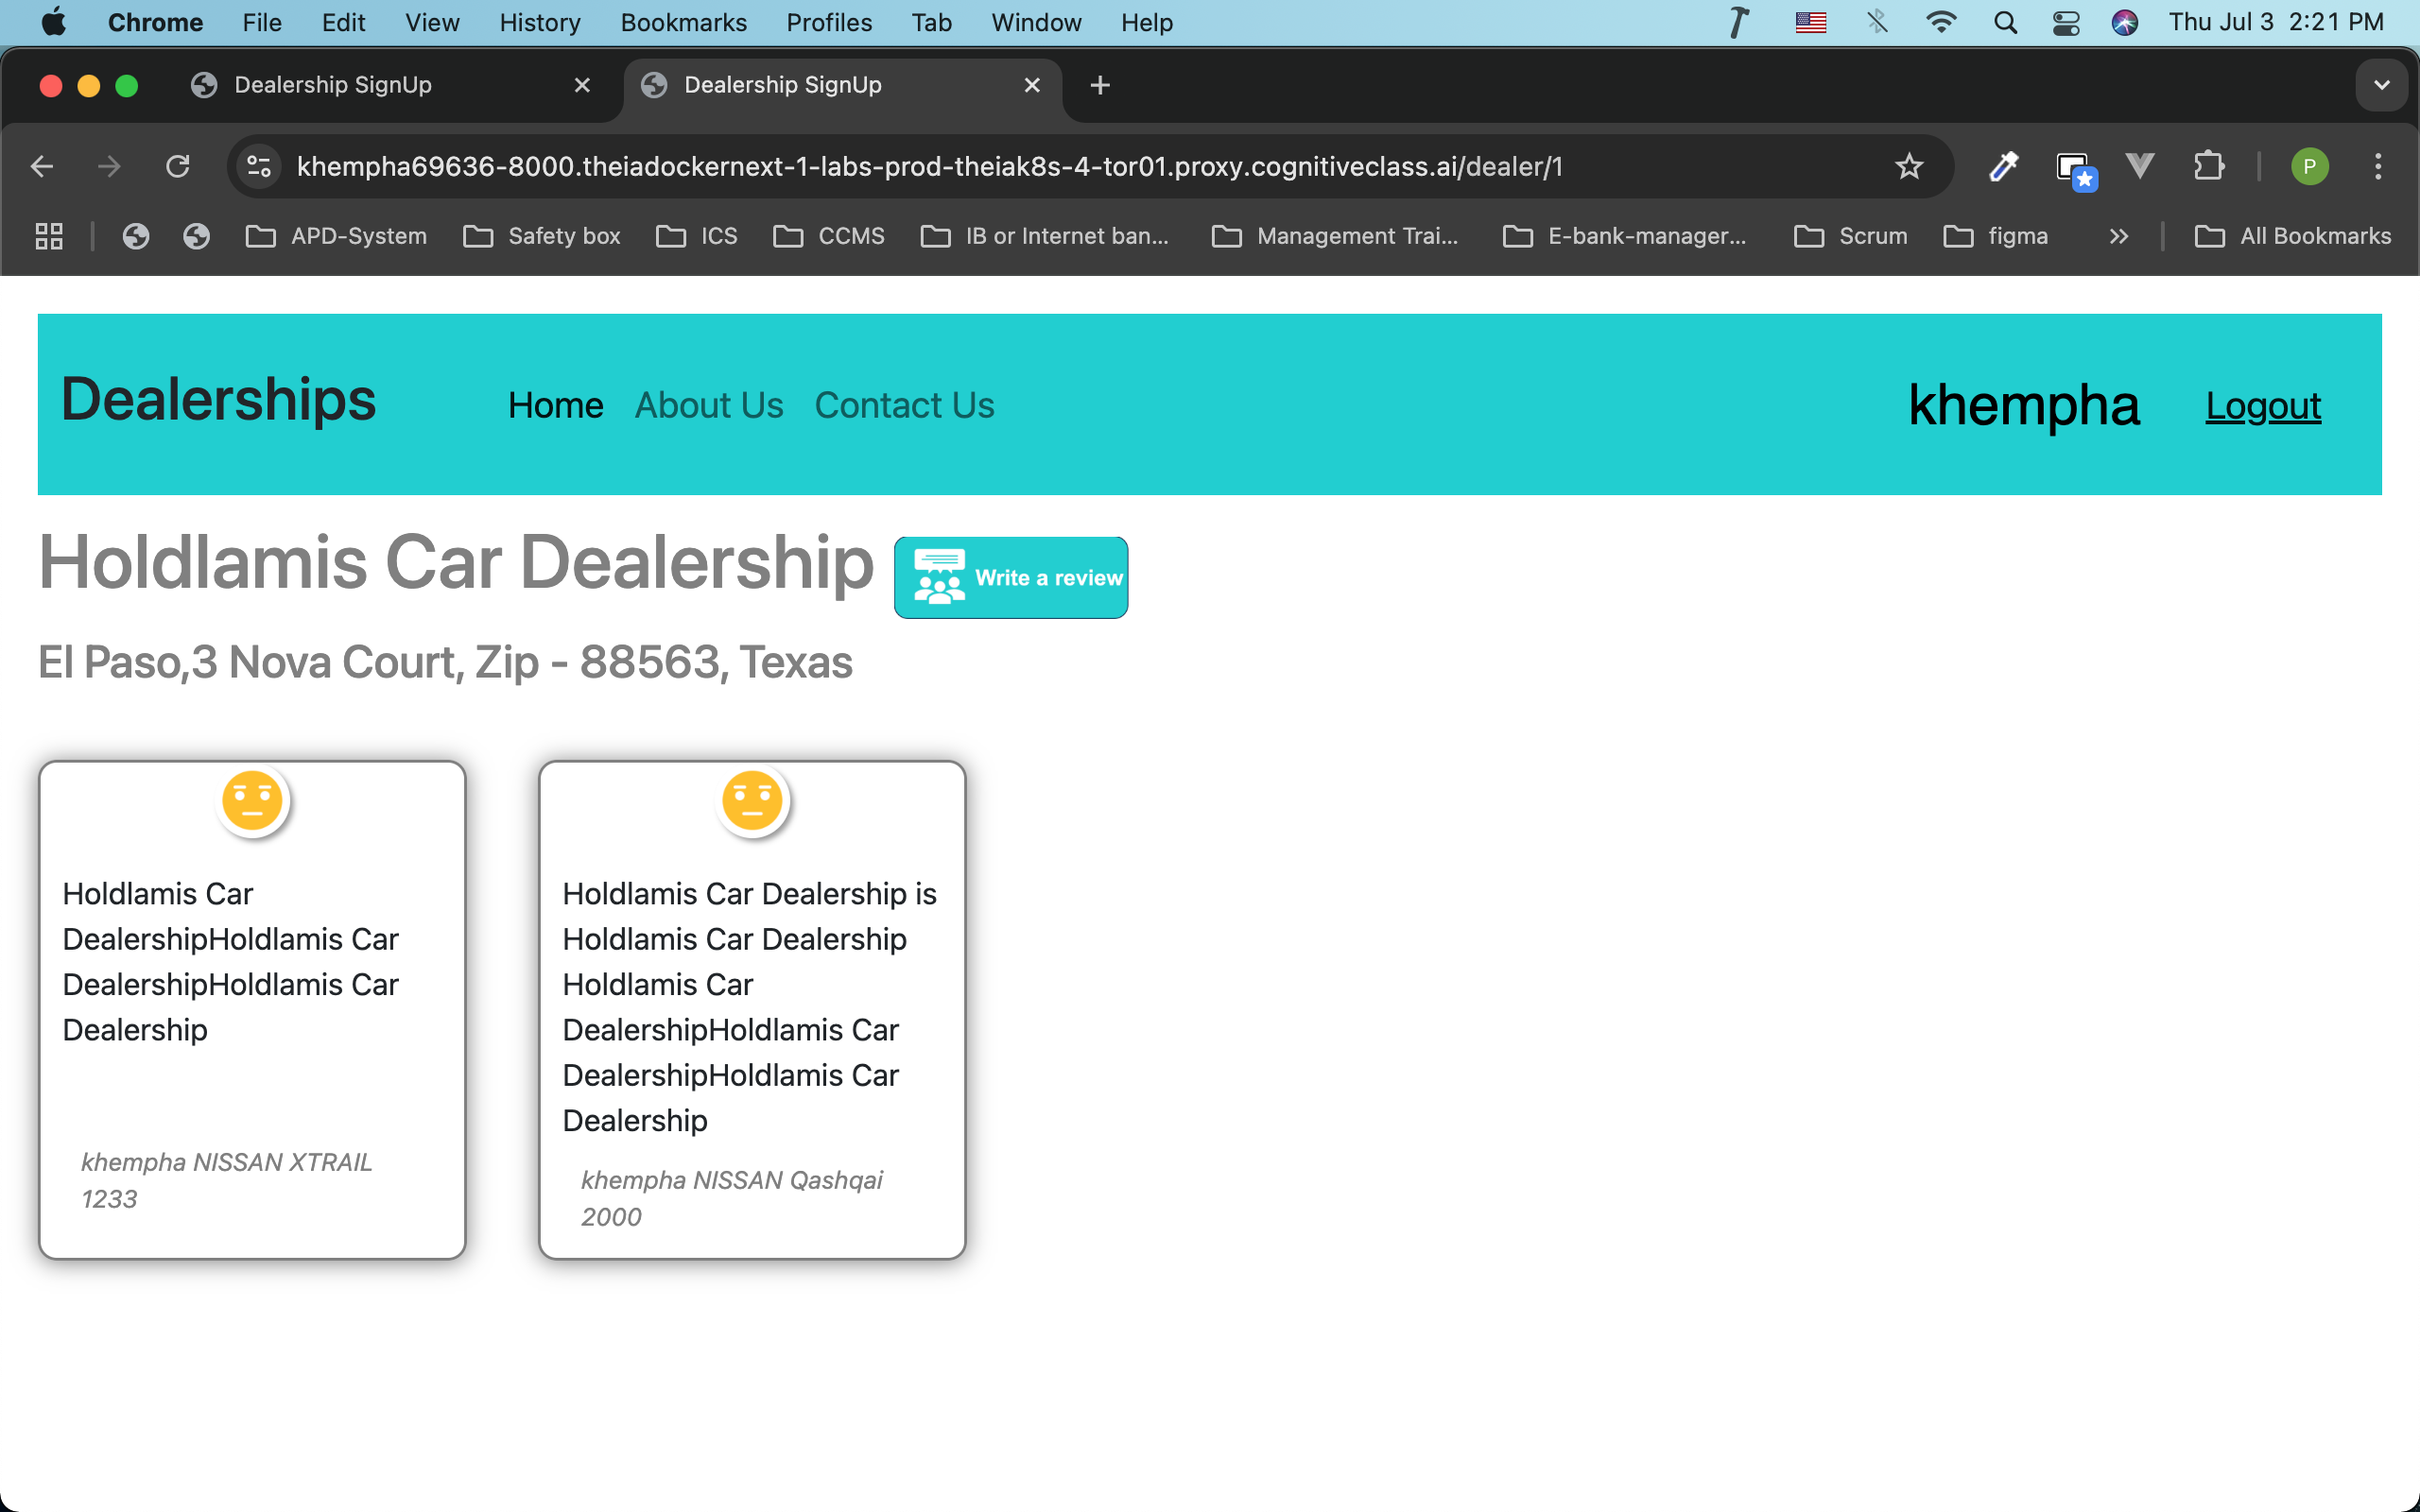 Chrome File Edit View History Bookmarks Profiles Tab Window Help Thu Jul 3 2:21 PM
Dealership SignUp Dealership SignUp
khempha69636-8000.theiadockernext-1-labs-prod-theiak8s-4-tor01.proxy.cognitiveclass.ai/dealer/1 P
APD-System Safety box ICS CCMS IB or Internet ban... Management Trai... E-bank-manager... Scrum figma All Bookmarks
Dealerships Home About Us Contact Us khempha Logout
Holdlamis Car Dealership Write a review
El Paso,3 Nova Court, Zip - 88563, Texas
Holdlamis Car
DealershipHoldlamis Car
DealershipHoldlamis Car
Dealership
khempha NISSAN XTRAIL
1233
Holdlamis Car Dealership is
Holdlamis Car Dealership
Holdlamis Car
DealershipHoldlamis Car
DealershipHoldlamis Car
Dealership
khempha NISSAN Qashqai
2000